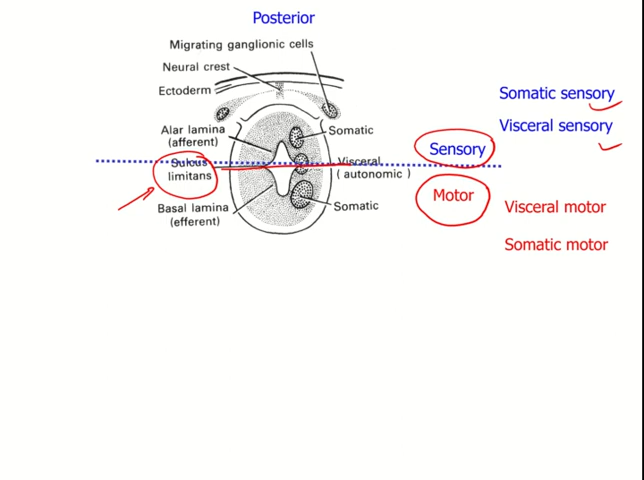 Posterior
Migrating ganglionic cells
Neural crest
Ectoderm
Alar lamina
(afferent)
Somatic
Sulcus
limitans
Visceral
( autonomic )
Basal lamina
(efferent)
Somatic
Sensory
Motor
Somatic sensory
Visceral sensory
Visceral motor
Somatic motor